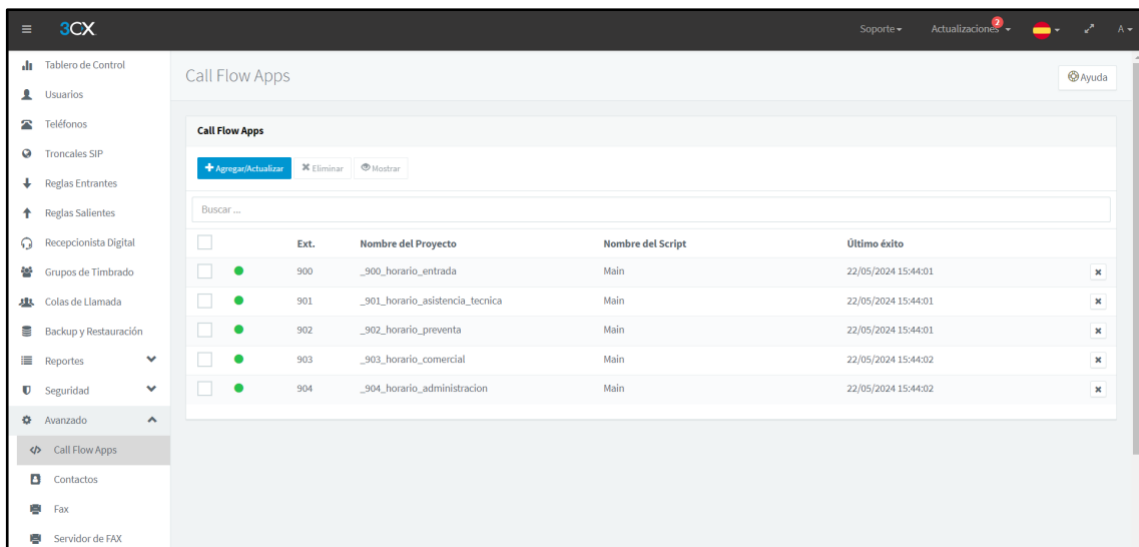 3CX
Soporte
Actualizaciones 2
A
Tablero de Control
Usuarios
Teléfonos
Troncales SIP
Reglas Entrantes
Reglas Salientes
Recepcionista Digital
Grupos de Timbrado
Colas de Llamada
Backup y Restauración
Reportes
Seguridad
Avanzado
Call Flow Apps
Contactos
Fax
Servidor de FAX
Call Flow Apps
Ayuda
Call Flow Apps
Agregar/Actualizar Eliminar Mostrar
Buscar ...
Ext. Nombre del Proyecto Nombre del Script Último éxito
900 _900_horario_entrada Main 22/05/2024 15:44:01
901 _901_horario_asistencia_tecnica Main 22/05/2024 15:44:01
902 _902_horario_preventa Main 22/05/2024 15:44:01
903 _903_horario_comercial Main 22/05/2024 15:44:02
904 _904_horario_administracion Main 22/05/2024 15:44:02